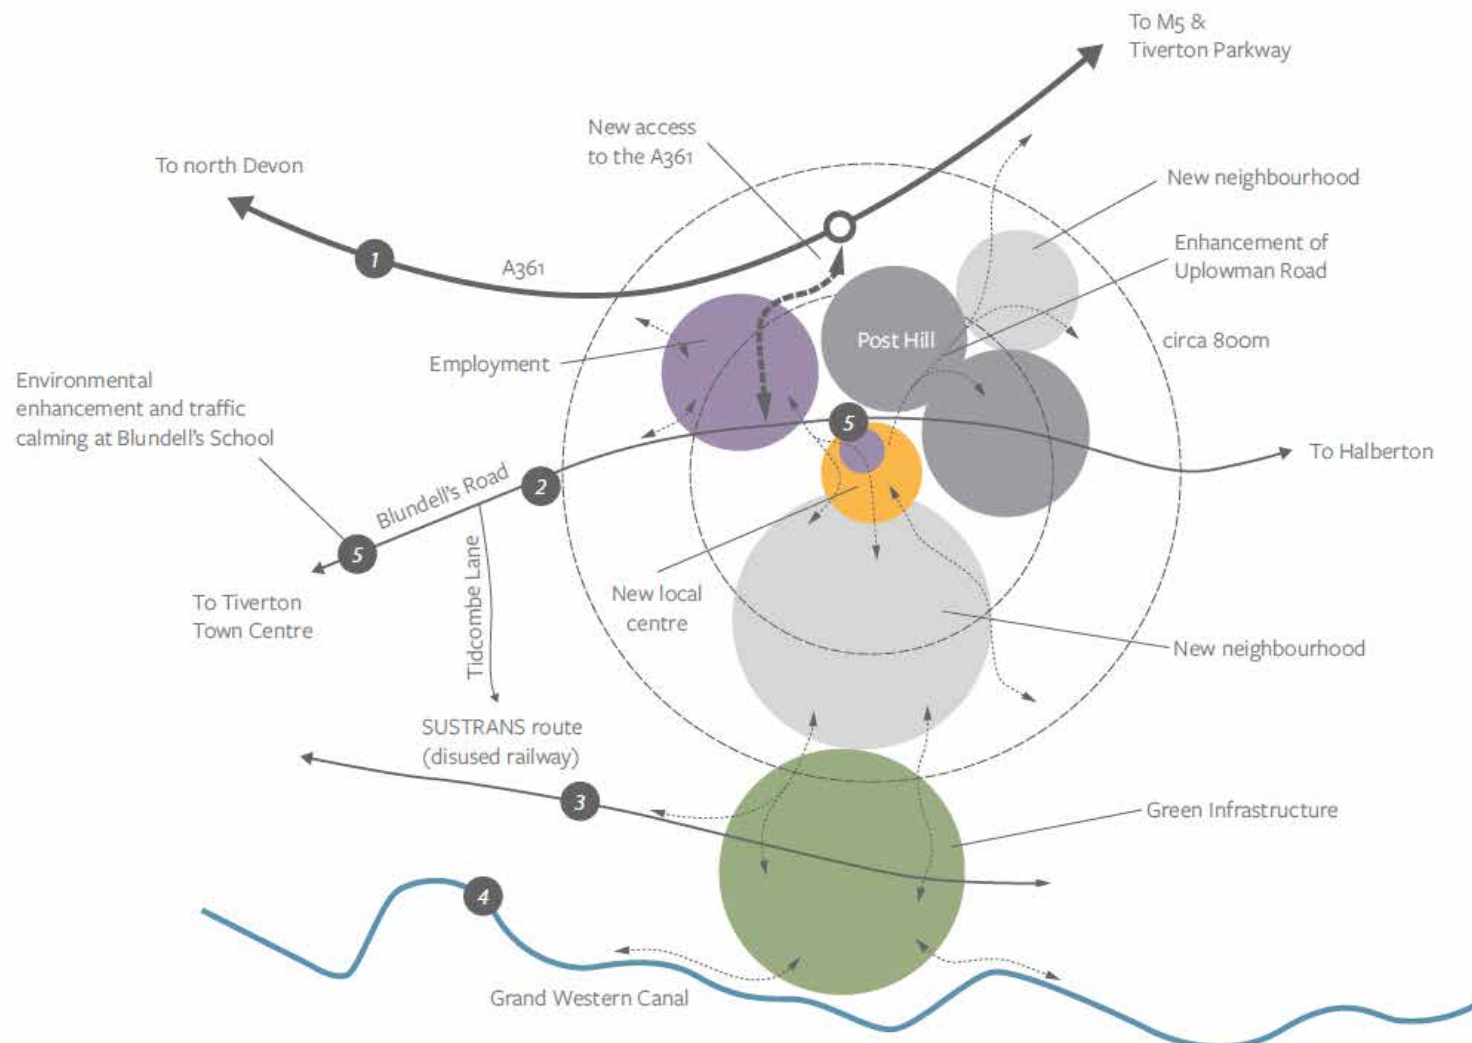 To M5 &
Tiverton Parkway
New access
to the A361
To north Devon
New neighbourhood
Enhancement of
Uplowman Road
1
A361
Post Hill
circa 800m
Employment
Environmental
enhancement and traffic
calming at Blundell's School
5
To Halberton
Blundell's Road
2
5
Tidcombe Lane
To Tiverton
Town Centre
New local
centre
New neighbourhood
SUSTRANS route
(disused railway)
3
Green Infrastructure
4
Grand Western Canal